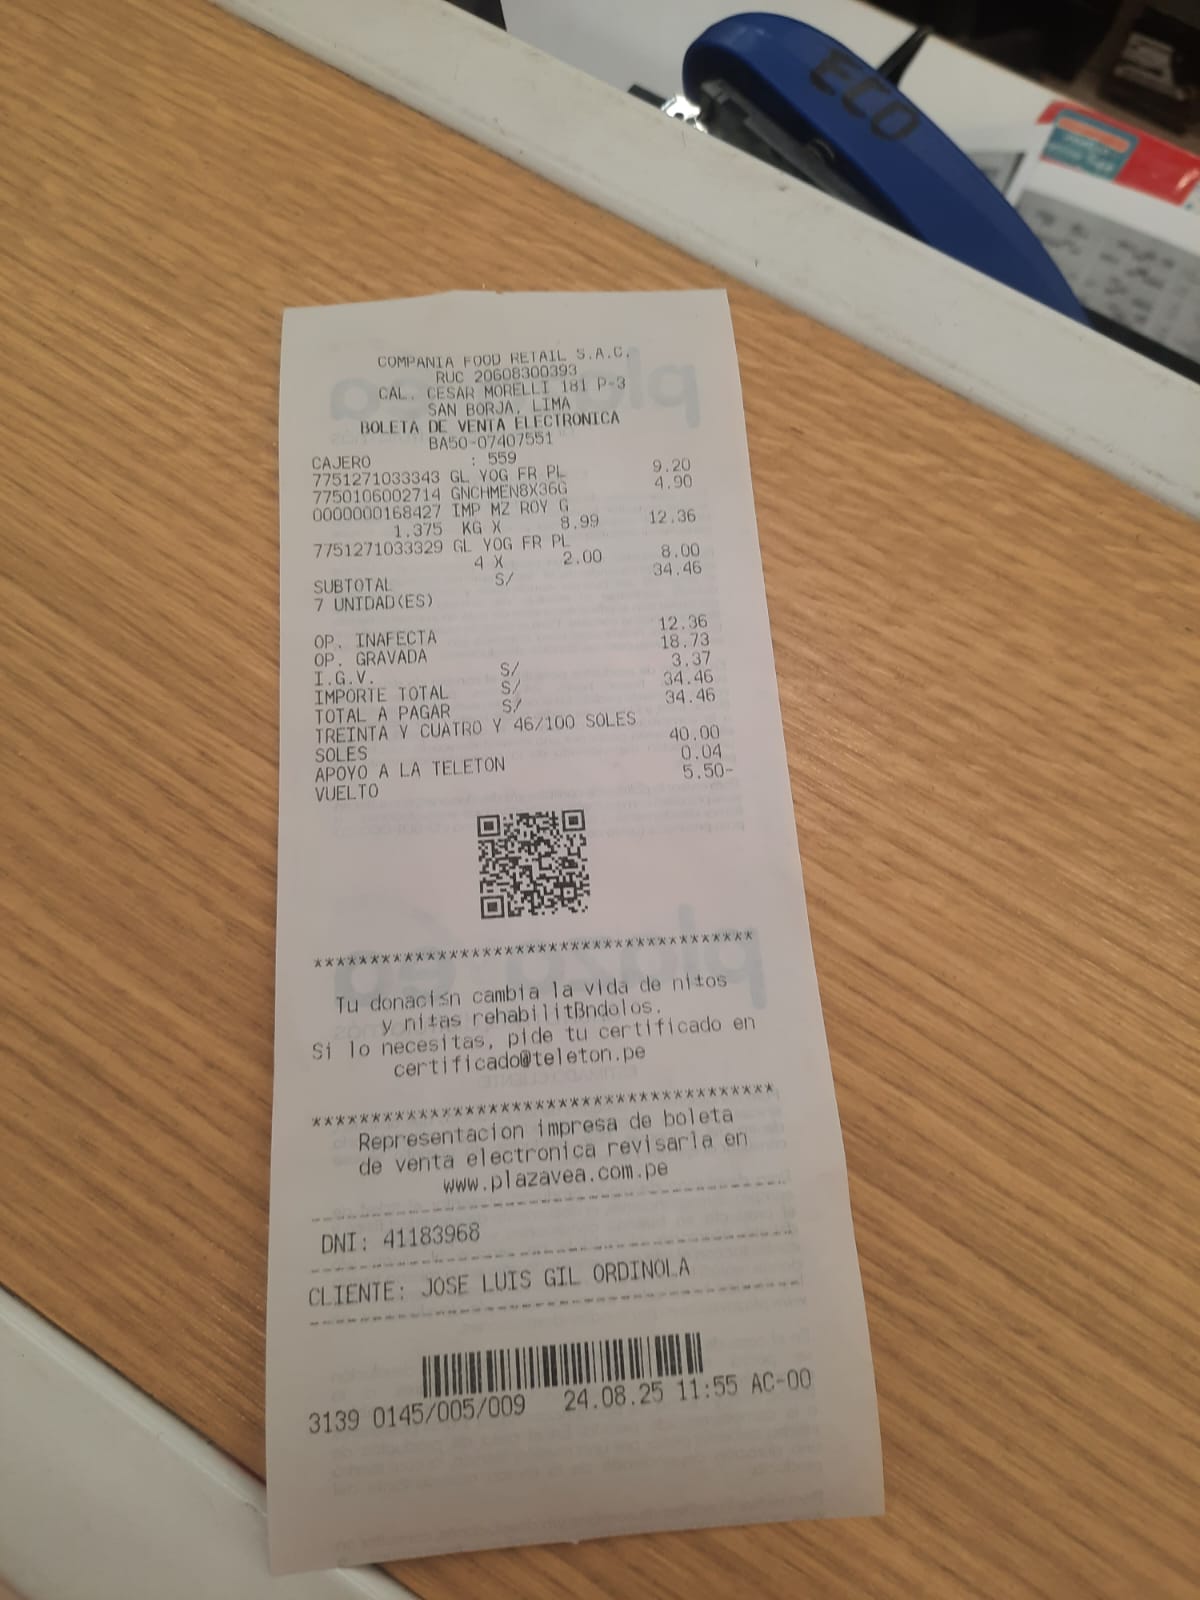 ECO
COMPANIA FOOD RETAIL S.A.C.
RUC 20608300393
CAL. CESAR MORELLI 181 P-3
SAN BORJA, LIMA
BOLETA DE VENTA ELECTRONICA
BA50-07407551
CAJERO : 559
7751271033343 GL YOG FR PL 9.20
7750106002714 GNCHMEN8X36G 4.90
0000000168427 IMP MZ ROY G
1.375 KG X 8.99 12.36
7751271033329 GL YOG FR PL
4 X 2.00 8.00
SUBTOTAL S/ 34.46
7 UNIDAD(ES)
OP. INAFECTA 12.36
OP. GRAVADA 18.73
I.G.V. S/ 3.37
IMPORTE TOTAL S/ 34.46
TOTAL A PAGAR S/ 34.46
TREINTA Y CUATRO Y 46/100 SOLES
SOLES 40.00
APOYO A LA TELETON 0.04
VUELTO 5.50-
****************************************
Tu donaci≤n cambia la vida de ni±os
y ni±as rehabilitßndolos.
Si lo necesitas, pide tu certificado en
certificado@teleton.pe
****************************************
Representacion impresa de boleta
de venta electronica revisarla en
www.plazavea.com.pe
DNI: 41183968
CLIENTE: JOSE LUIS GIL ORDINOLA
3139 0145/005/009 24.08.25 11:55 AC-00